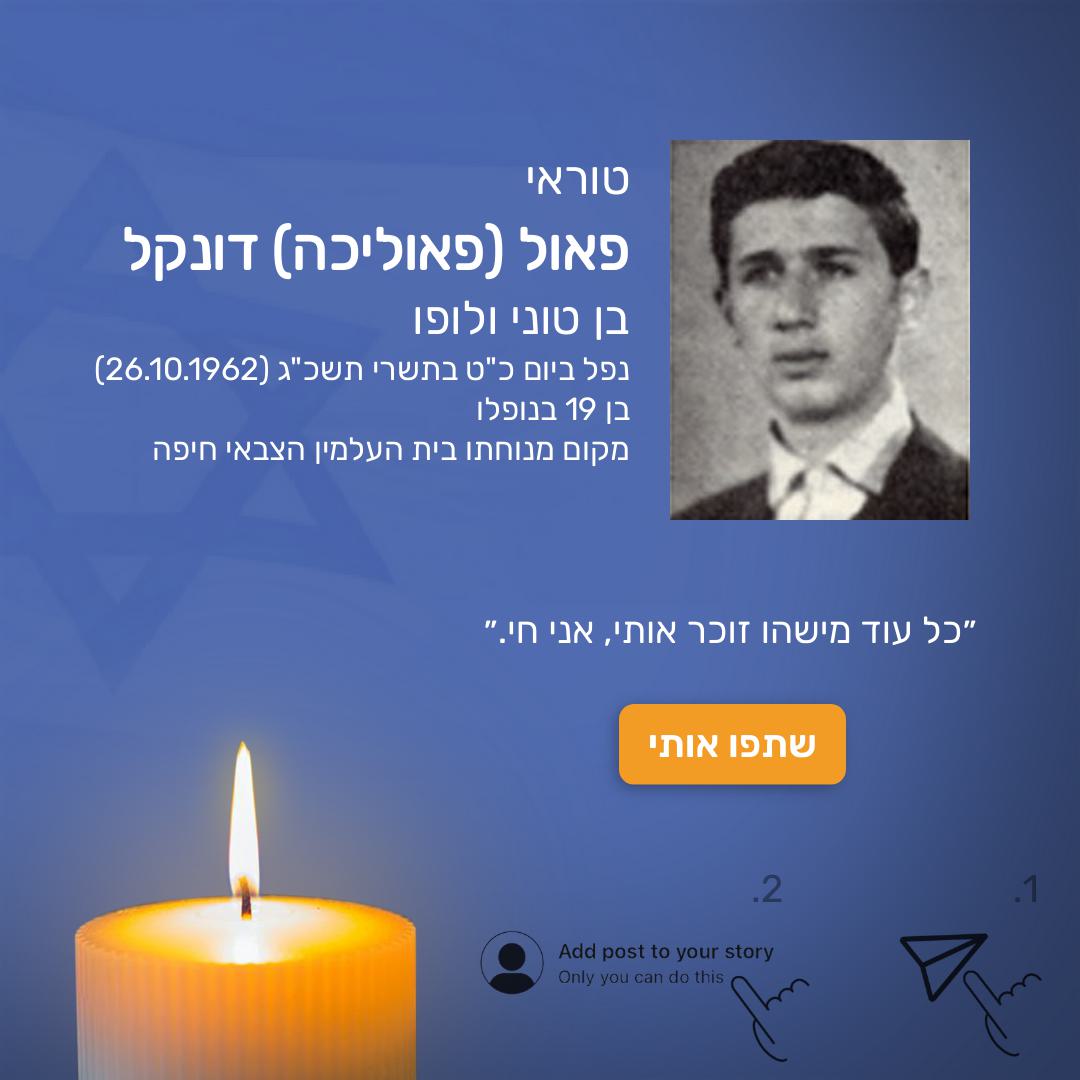 טוראי
פאול (פאוליכה) דונקל
בן טוני ולופו
נפל ביום כ"ט בתשרי תשכ"ג (26.10.1962)
בן 19 בנופלו
מקום מנוחתו בית העלמין הצבאי חיפה
״כל עוד מישהו זוכר אותי, אני חי.״
שתפו אותי
1.
2.
Add post to your story
Only you can do this